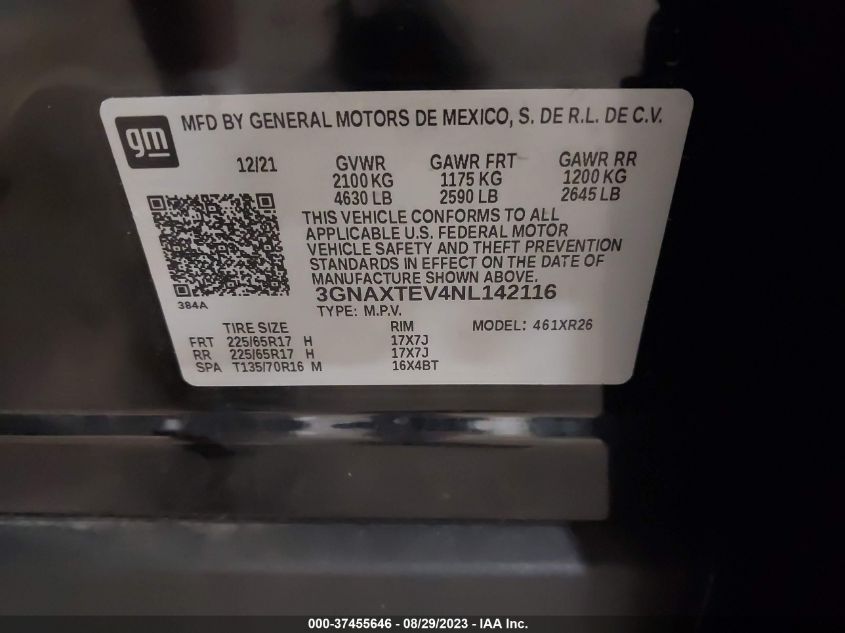 gm
MFD BY GENERAL MOTORS DE MEXICO, S. DE R.L. DE C.V.
12/21 GVWR GAWR FRT GAWR RR
2100 KG 1175 KG 1200 KG
4630 LB 2590 LB 2645 LB
THIS VEHICLE CONFORMS TO ALL
APPLICABLE U.S. FEDERAL MOTOR
VEHICLE SAFETY AND THEFT PREVENTION
STANDARDS IN EFFECT ON THE DATE OF
MANUFACTURE SHOWN ABOVE.
384A
3GNAXTEV4NL142116
TYPE: M.P.V.
TIRE SIZE RIM MODEL: 461XR26
FRT 225/65R17 H 17X7J
RR 225/65R17 H 17X7J
SPA T135/70R16 M 16X4BT
000-37455646 - 08/29/2023 - IAA Inc.